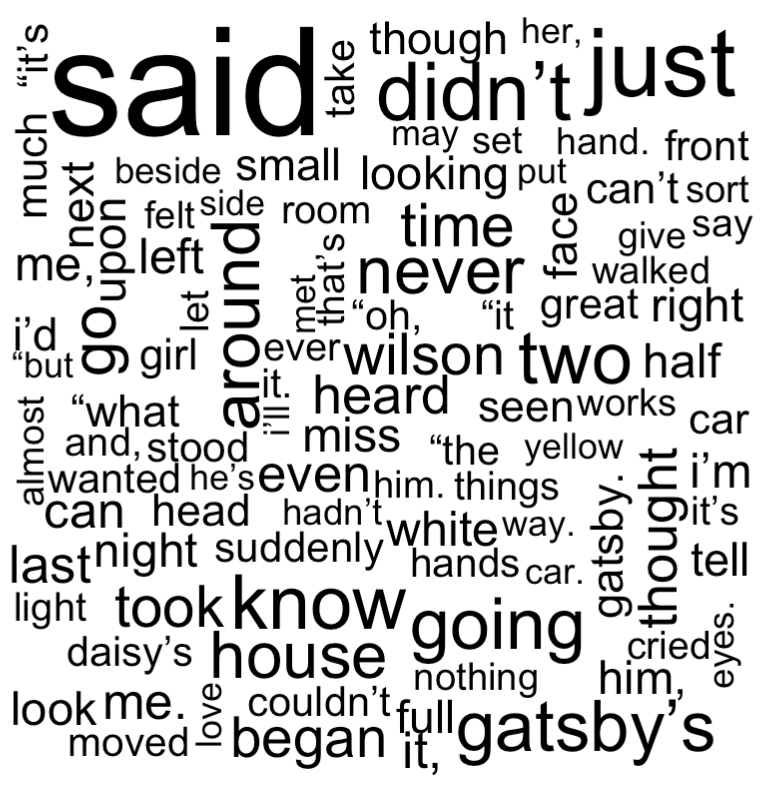 “it’s said take though her, just
didn’t
may set hand. front
much next beside small looking put can’t sort
felt side room time face give say
me, upon left around let met that’s never walked
“oh, “it great right
i’d go girl ever wilson two half
“but
it. heard seen works car
almost “what i’ll miss “the yellow
and, stood
wanted he’s even him. things gatsby. thought i’m
can head hadn’t white way. it’s
last night suddenly hands car. tell
light took know going
daisy’s house cried eyes.
nothing him,
look me. love couldn’t full gatsby’s
moved began it,